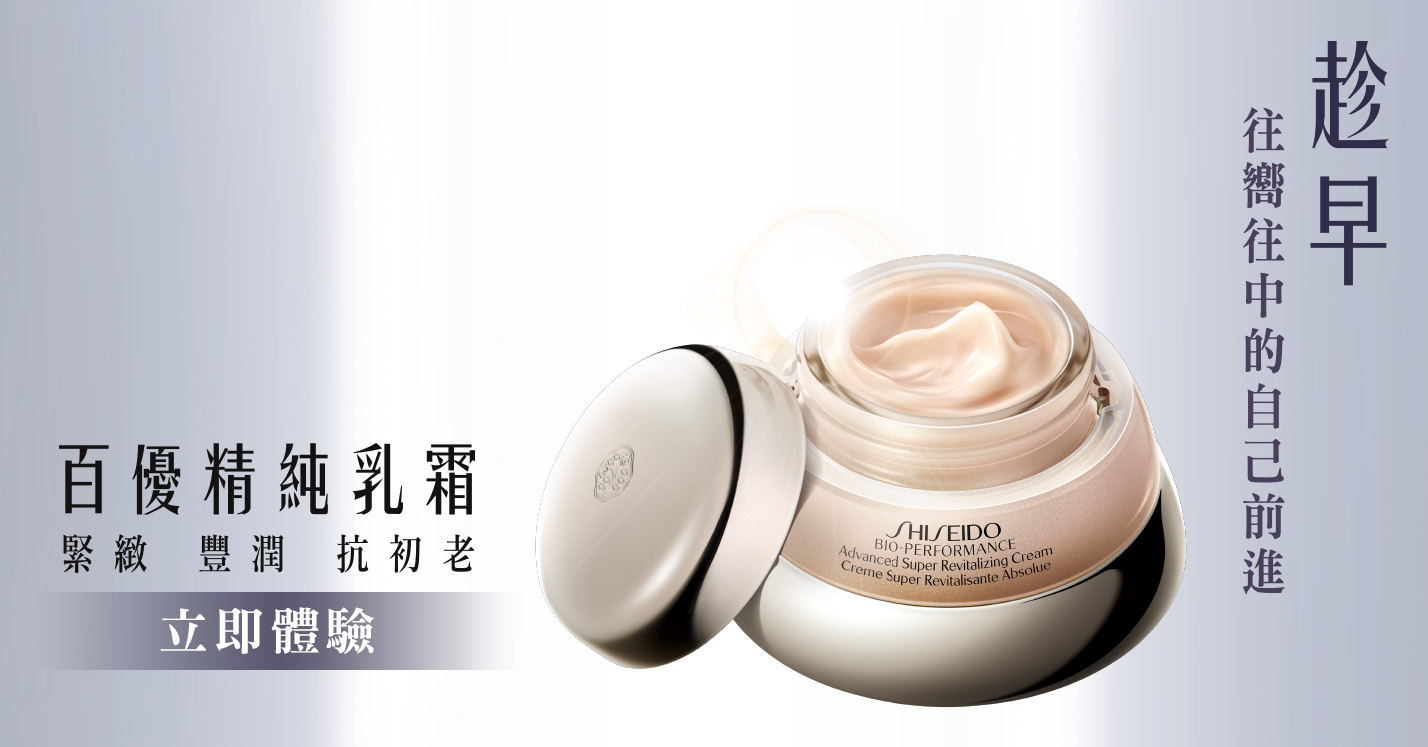 趁早
往嚮往中的自己前進
百優精純乳霜
緊緻 豐潤 抗初老
立即體驗
SHISEIDO
BIO-PERFORMANCE
Advanced Super Revitalizing Cream
Creme Super Revitalisante Absolue